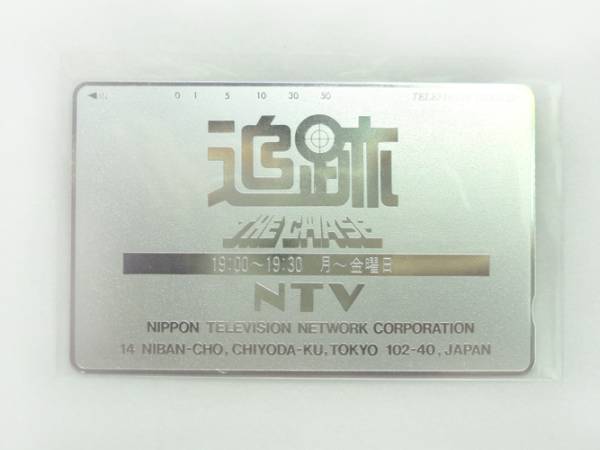 0 1 5 10 30 50
追跡
THE CHASE
19:00～19:30 月～金曜日
NTV
NIPPON TELEVISION NETWORK CORPORATION
14 NIBAN-CHO, CHIYODA-KU, TOKYO 102-40, JAPAN